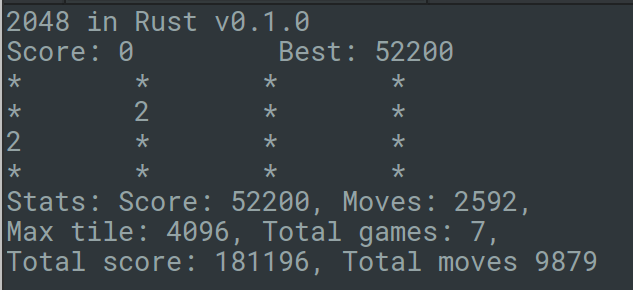 2048 in Rust v0.1.0
Score: 0         Best: 52200
*       *       *       *
*       2       *       *
2       *       *       *
*       *       *       *
Stats: Score: 52200, Moves: 2592,
Max tile: 4096, Total games: 7,
Total score: 181196, Total moves 9879